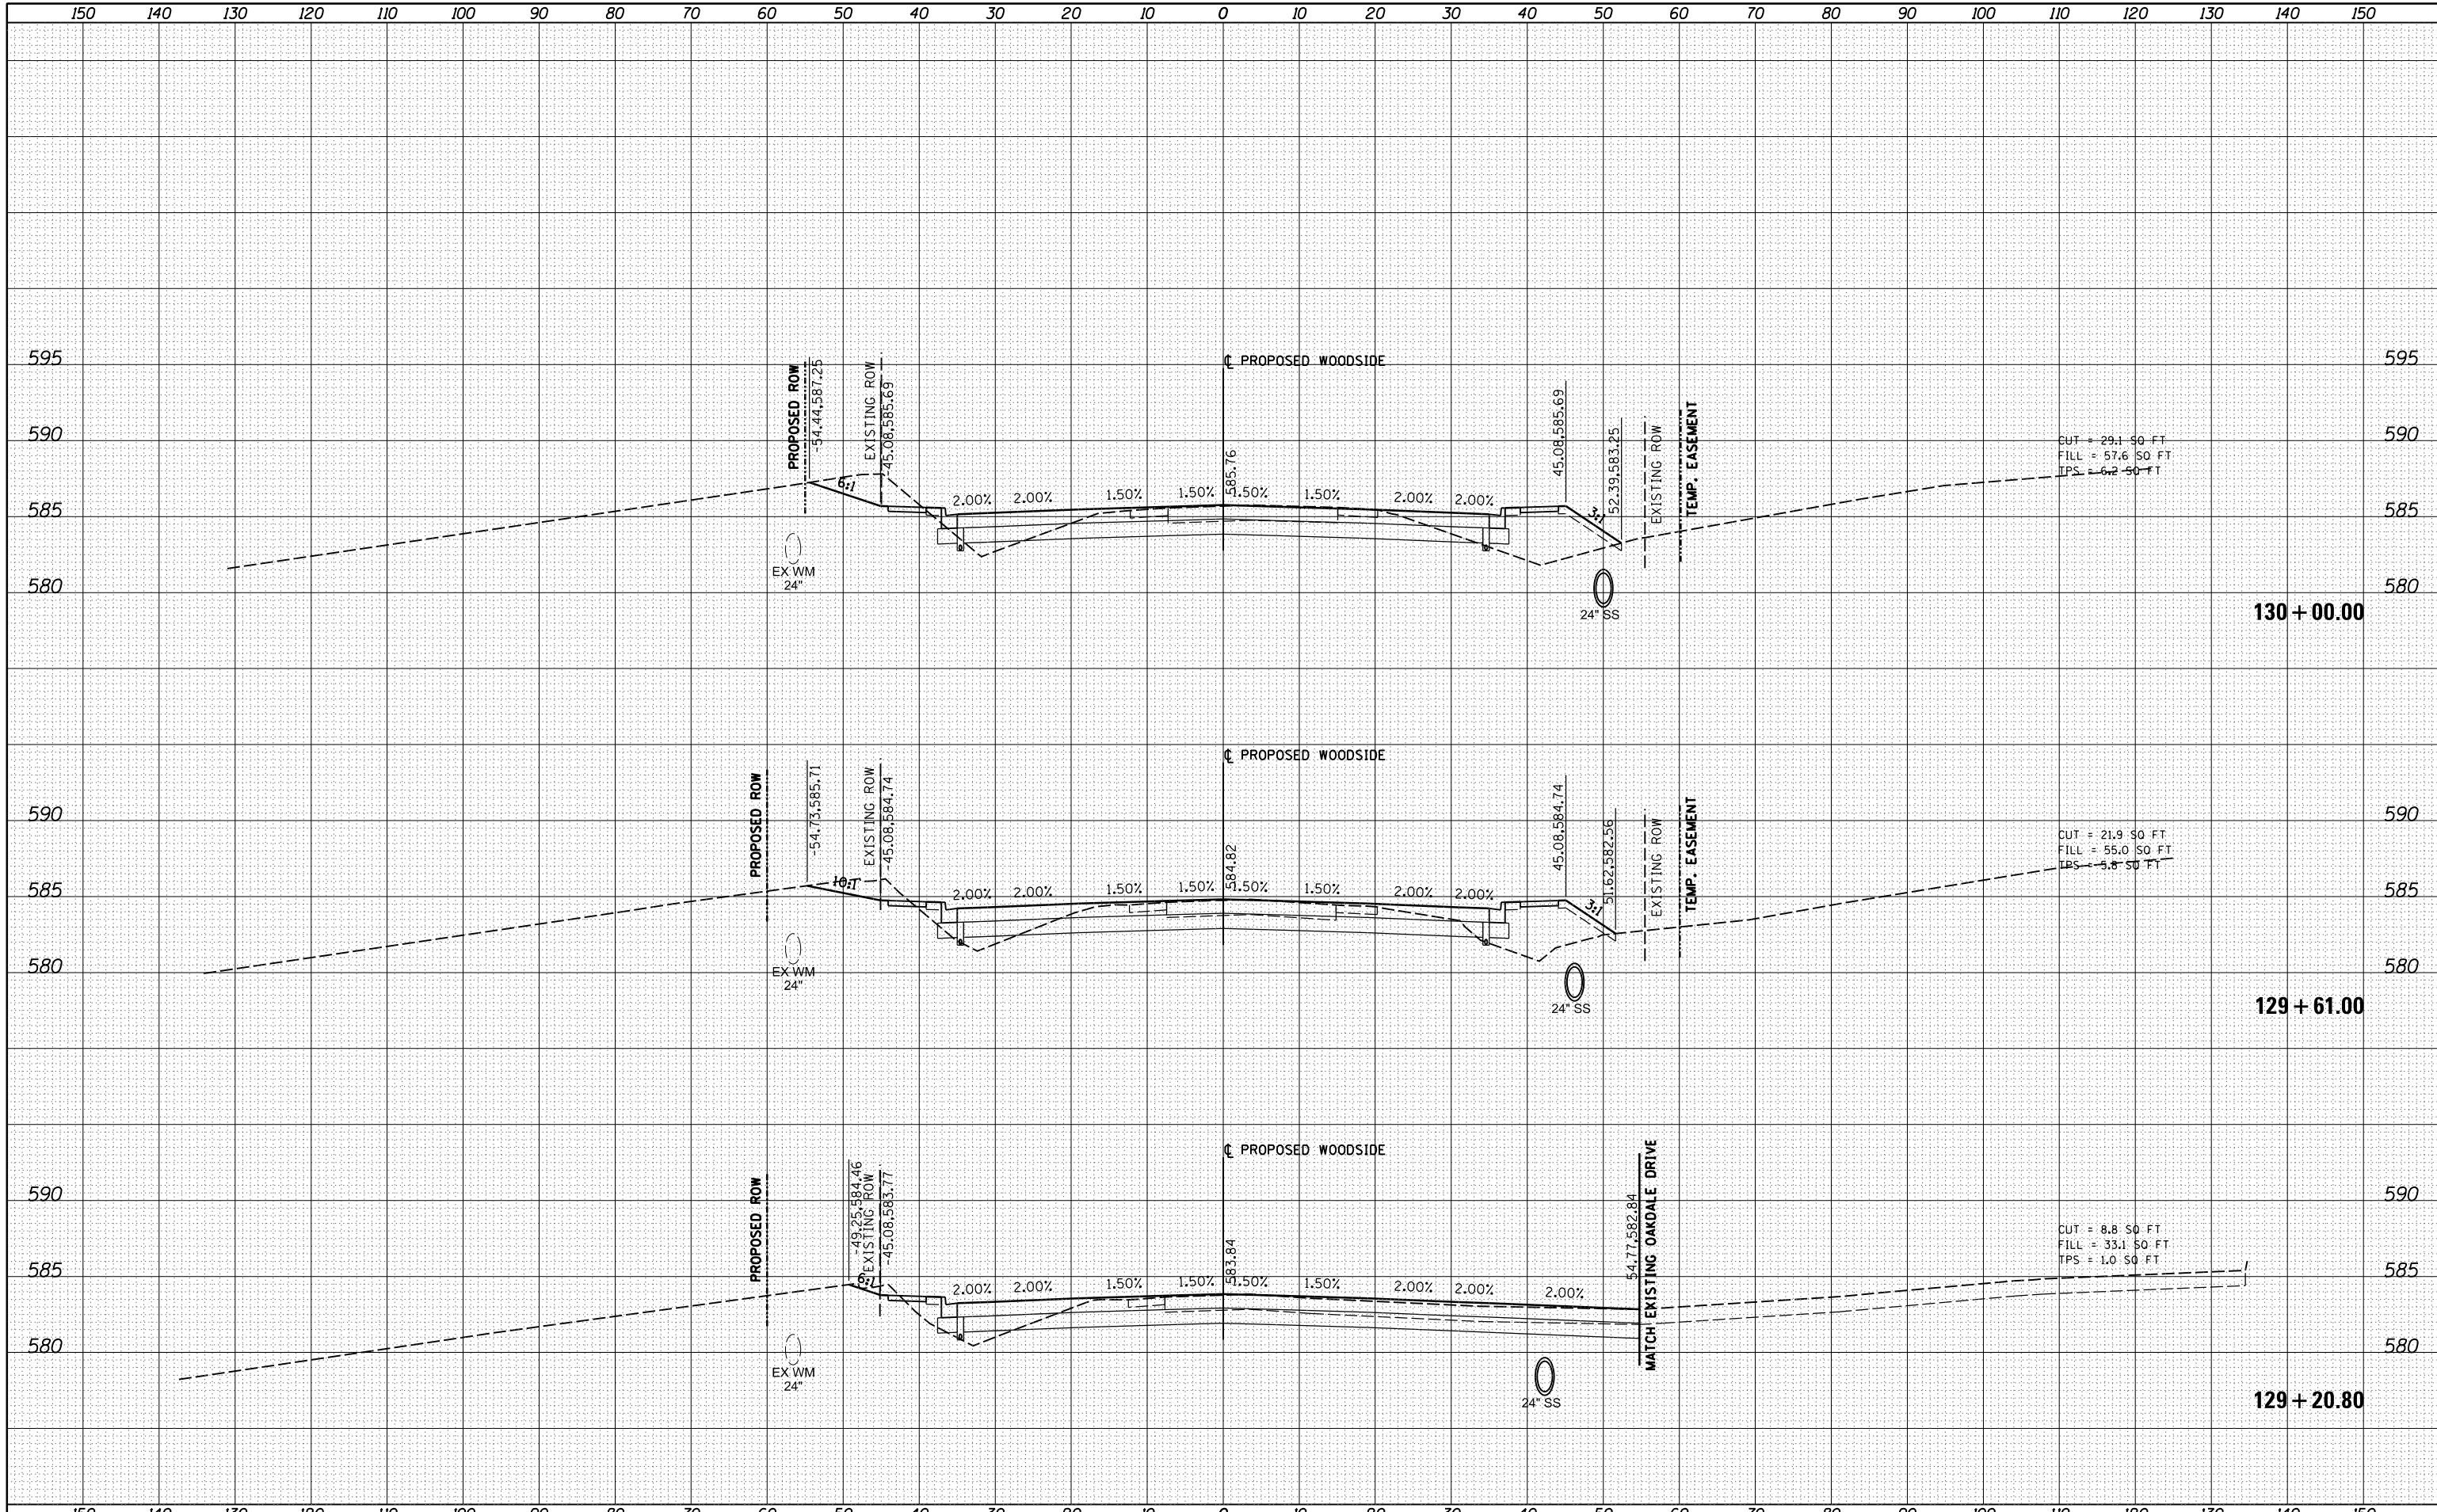 150 140 130 120 110 100 90 80 70 60 50 40 30 20 10 0 10 20 30 40 50 60 70 80 90 100 110 120 130 140 150
595 595
℄ PROPOSED WOODSIDE
PROPOSED ROW
-54.44,587.25
EXISTING ROW
-45.08,585.69
585.76
45.08,585.69
52.39,583.25
EXISTING ROW
TEMP. EASEMENT
590 590
CUT = 29.1 SQ FT
FILL = 57.6 SQ FT
TPS = 6.2 SQ FT
6:1 2.00% 2.00% 1.50% 1.50% 1.50% 1.50% 2.00% 2.00% 3:1
585 585
EX WM
24"
580 580
24" SS
130+00.00
℄ PROPOSED WOODSIDE
PROPOSED ROW
-54.73,585.71
EXISTING ROW
-45.08,584.74
584.82
45.08,584.74
51.62,582.56
EXISTING ROW
TEMP. EASEMENT
590 590
CUT = 21.9 SQ FT
FILL = 55.0 SQ FT
TPS = 5.8 SQ FT
10:1 2.00% 2.00% 1.50% 1.50% 1.50% 1.50% 2.00% 2.00% 3:1
585 585
EX WM
24"
580 580
24" SS
129+61.00
℄ PROPOSED WOODSIDE
PROPOSED ROW
-49.25,584.46
EXISTING ROW
-45.08,583.77
583.84
54.77,582.84
MATCH EXISTING OAKDALE DRIVE
590 590
CUT = 8.8 SQ FT
FILL = 33.1 SQ FT
TPS = 1.0 SQ FT
6:1 2.00% 2.00% 1.50% 1.50% 1.50% 1.50% 2.00% 2.00% 2.00%
585 585
EX WM
24"
580 580
24" SS
129+20.80